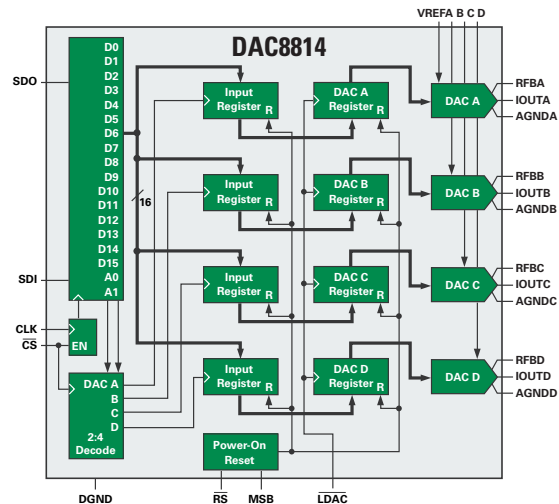 DAC8814
VREFA B C D
SDO
SDI
CLK
CS
D0
D1
D2
D3
D4
D5
D6
D7
D8
D9
D10
D11
D12
D13
D14
D15
A0
A1
EN
16
DAC A
B
C
D
2:4
Decode
Input
Register R
DAC A
Register R
DAC A
RFBA
IOUTA
AGNDA
Input
Register R
DAC B
Register R
DAC B
RFBB
IOUTB
AGNDB
Input
Register R
DAC C
Register R
DAC C
RFBC
IOUTC
AGNDC
Input
Register R
DAC D
Register R
DAC D
RFBD
IOUTD
AGNDD
Power-On
Reset
DGND
RS
MSB
LDAC